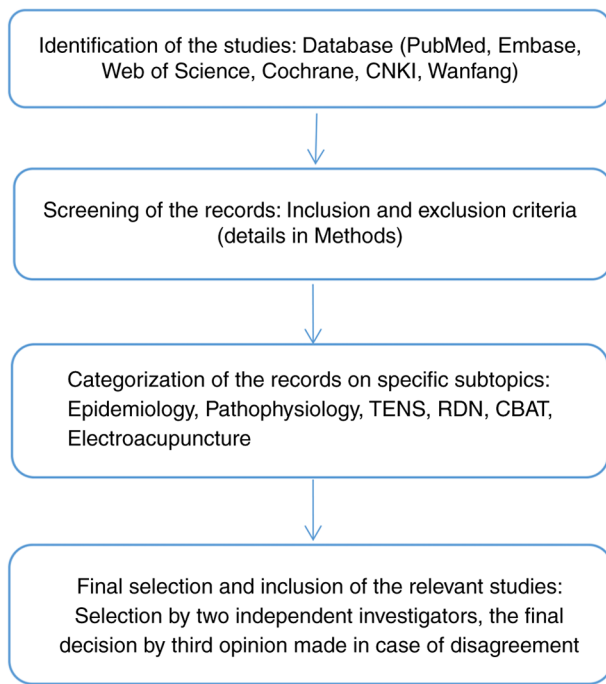 Identification of the studies: Database (PubMed, Embase,
Web of Science, Cochrane, CNKI, Wanfang)
Screening of the records: Inclusion and exclusion criteria
(details in Methods)
Categorization of the records on specific subtopics:
Epidemiology, Pathophysiology, TENS, RDN, CBAT,
Electroacupuncture
Final selection and inclusion of the relevant studies:
Selection by two independent investigators, the final
decision by third opinion made in case of disagreement